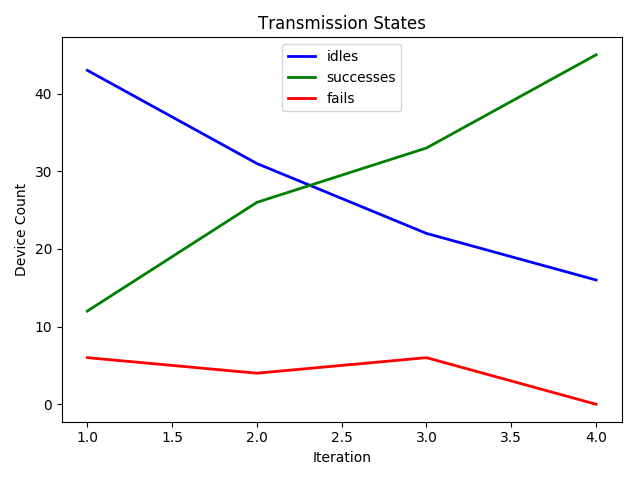 Transmission States
idles
successes
fails
40
30
20
10
0
Device Count
1.0 1.5 2.0 2.5 3.0 3.5 4.0
Iteration